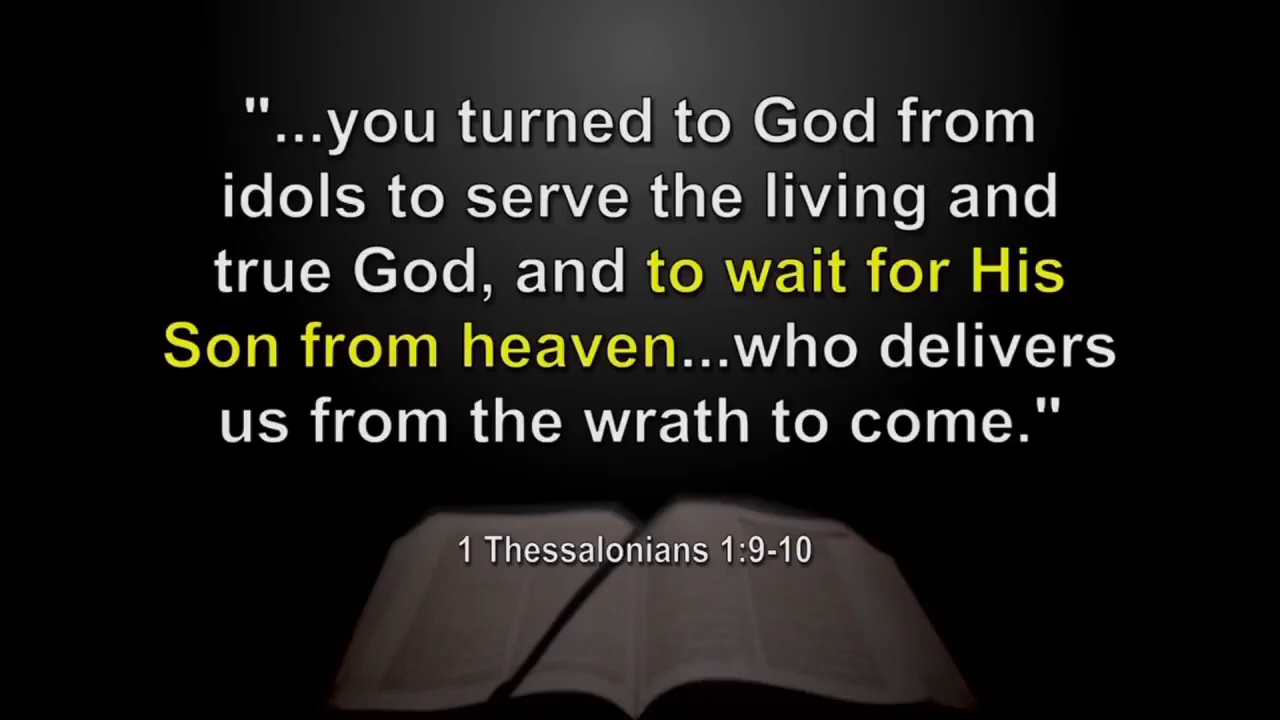 "...you turned to God from
idols to serve the living and
true God, and to wait for His
Son from heaven...who delivers
us from the wrath to come."
1 Thessalonians 1:9-10